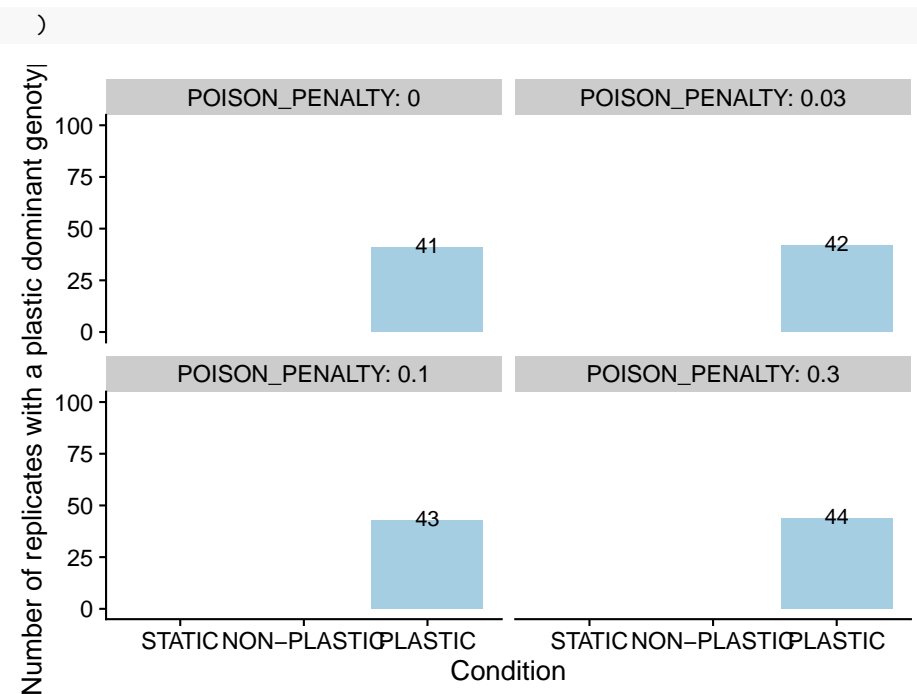 )
Number of replicates with a plastic dominant genoty
POISON_PENALTY: 0
POISON_PENALTY: 0.03
100
75
50
25
0
41
42
POISON_PENALTY: 0.1
POISON_PENALTY: 0.3
100
75
50
25
0
43
44
STATIC NON−PLASTIC PLASTIC
STATIC NON−PLASTIC PLASTIC
Condition